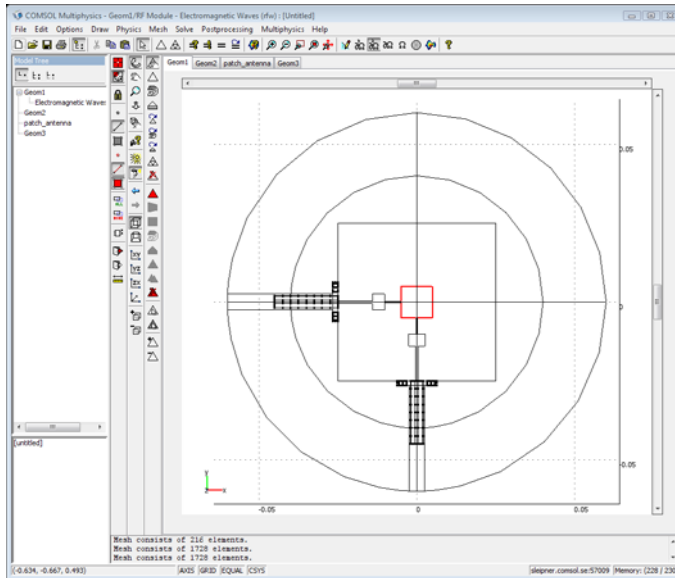 COMSOL Multiphysics - Geom1/RF Module - Electromagnetic Waves (rfw) : [Untitled]
File Edit Options Draw Physics Mesh Solve Postprocessing Multiphysics Help
Model Tree
Geom1 Geom2 patch_antenna Geom3
Geom1
Electromagnetic Waves
Geom2
patch_antenna
Geom3
0.05
0
-0.05
y
z x
-0.05 0 0.05
[untitled]
Mesh consists of 216 elements.
Mesh consists of 1728 elements.
Mesh consists of 1728 elements.
(-0.634, -0.667, 0.493) AXIS GRID EQUAL CSYS sleipner.comsol.se:57009 Memory: (228 / 230